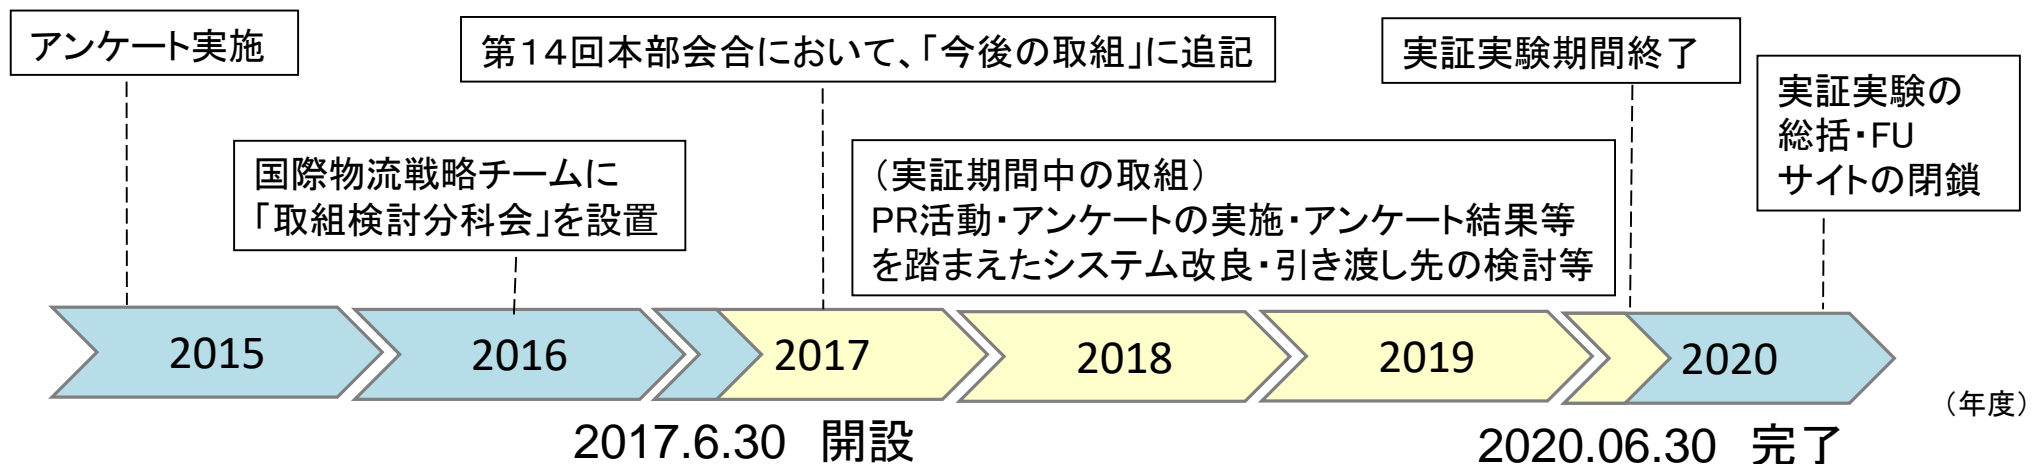 アンケート実施
第14回本部会合において、「今後の取組」に追記
実証実験期間終了
実証実験の
総括・FU
サイトの閉鎖
国際物流戦略チームに
「取組検討分科会」を設置
（実証期間中の取組）
PR活動・アンケートの実施・アンケート結果等
を踏まえたシステム改良・引き渡し先の検討等
2015
2016
2017
2018
2019
2020
（年度）
2017.6.30 開設
2020.06.30 完了